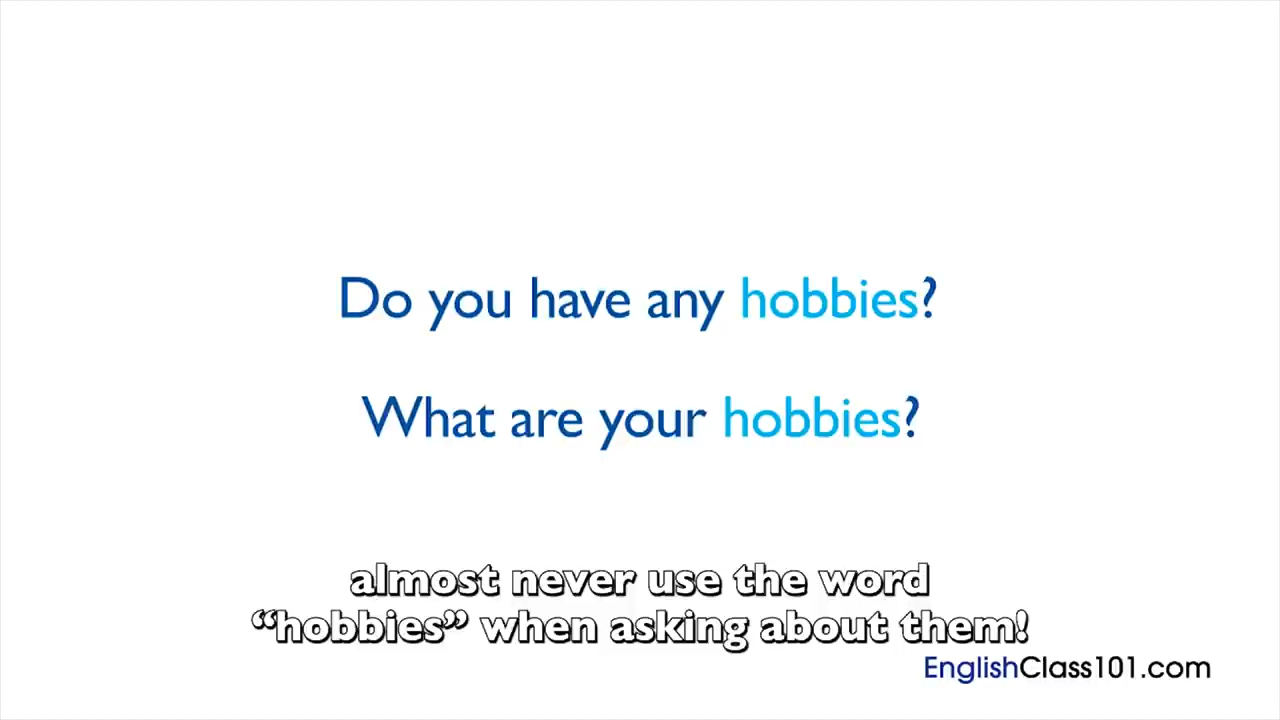 Do you have any hobbies?
What are your hobbies?
almost never use the word
“hobbies” when asking about them!
EnglishClass101.com